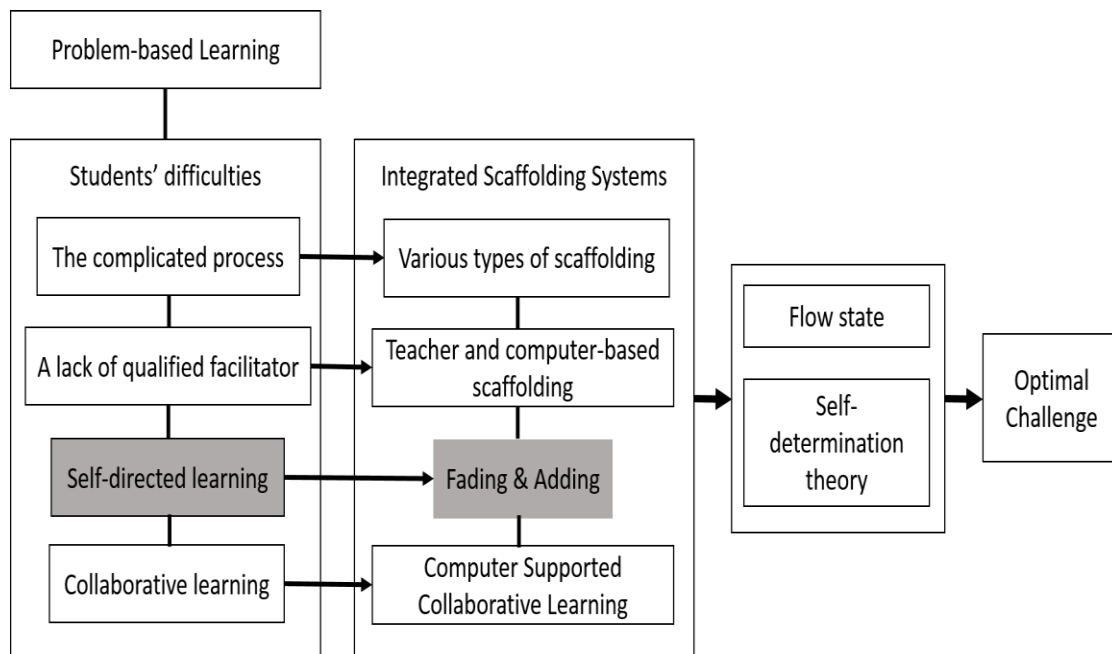 Problem-based Learning
Students’ difficulties
The complicated process
A lack of qualified facilitator
Self-directed learning
Collaborative learning
Integrated Scaffolding Systems
Various types of scaffolding
Teacher and computer-based
scaffolding
Fading & Adding
Computer Supported
Collaborative Learning
Flow state
Self-
determination
theory
Optimal
Challenge